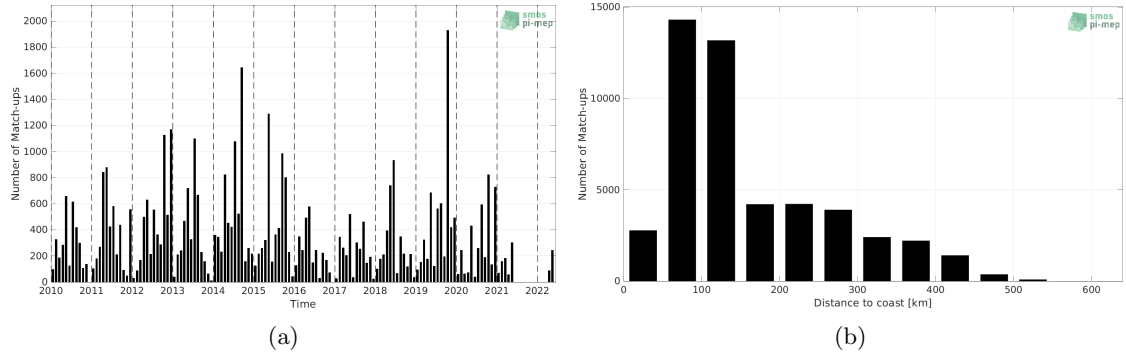 2000
1800
1600
1400
1200
1000
800
600
400
200
0
Number of Match-ups
2010 2011 2012 2013 2014 2015 2016 2017 2018 2019 2020 2021 2022
Time
smos
pi-mep
(a)
15000
10000
5000
0
Number of Match-ups
0 100 200 300 400 500 600
Distance to coast [km]
smos
pi-mep
(b)